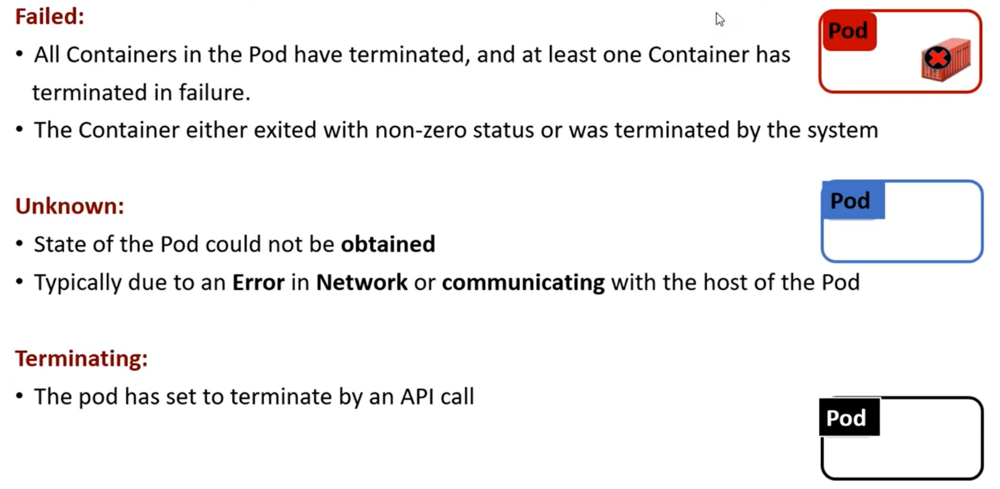 Failed:
Pod
• All Containers in the Pod have terminated, and at least one Container has
terminated in failure.
• The Container either exited with non-zero status or was terminated by the system
Unknown:
Pod
• State of the Pod could not be obtained
• Typically due to an Error in Network or communicating with the host of the Pod
Terminating:
• The pod has set to terminate by an API call
Pod